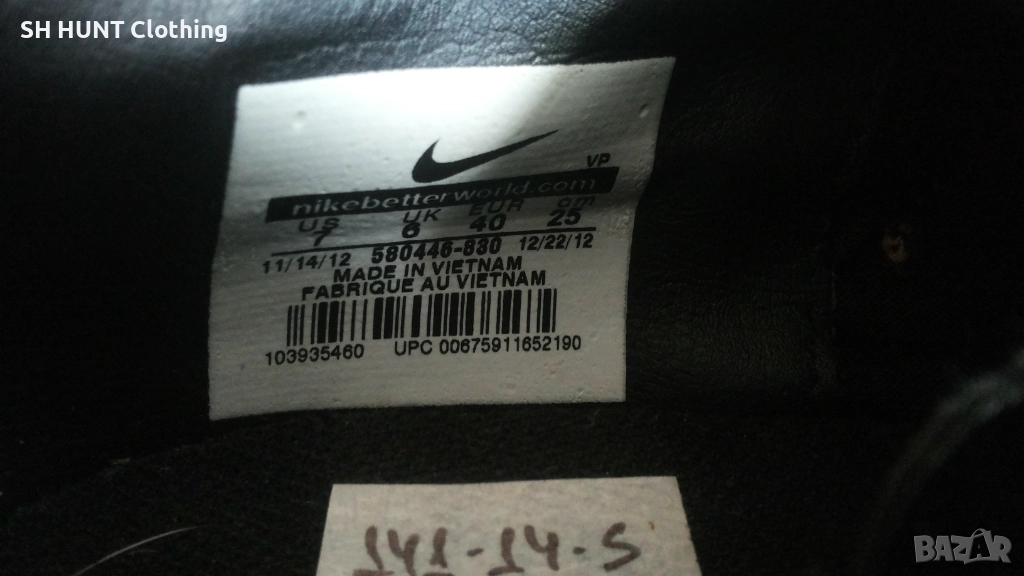 SH HUNT Clothing
VP
nikebetterworld.com
US UK EUR cm
7 6 40 25
11/14/12 580446-830 12/22/12
MADE IN VIETNAM
FABRIQUE AU VIETNAM
103935460 UPC 00675911652190
141-14-S
BAZAR